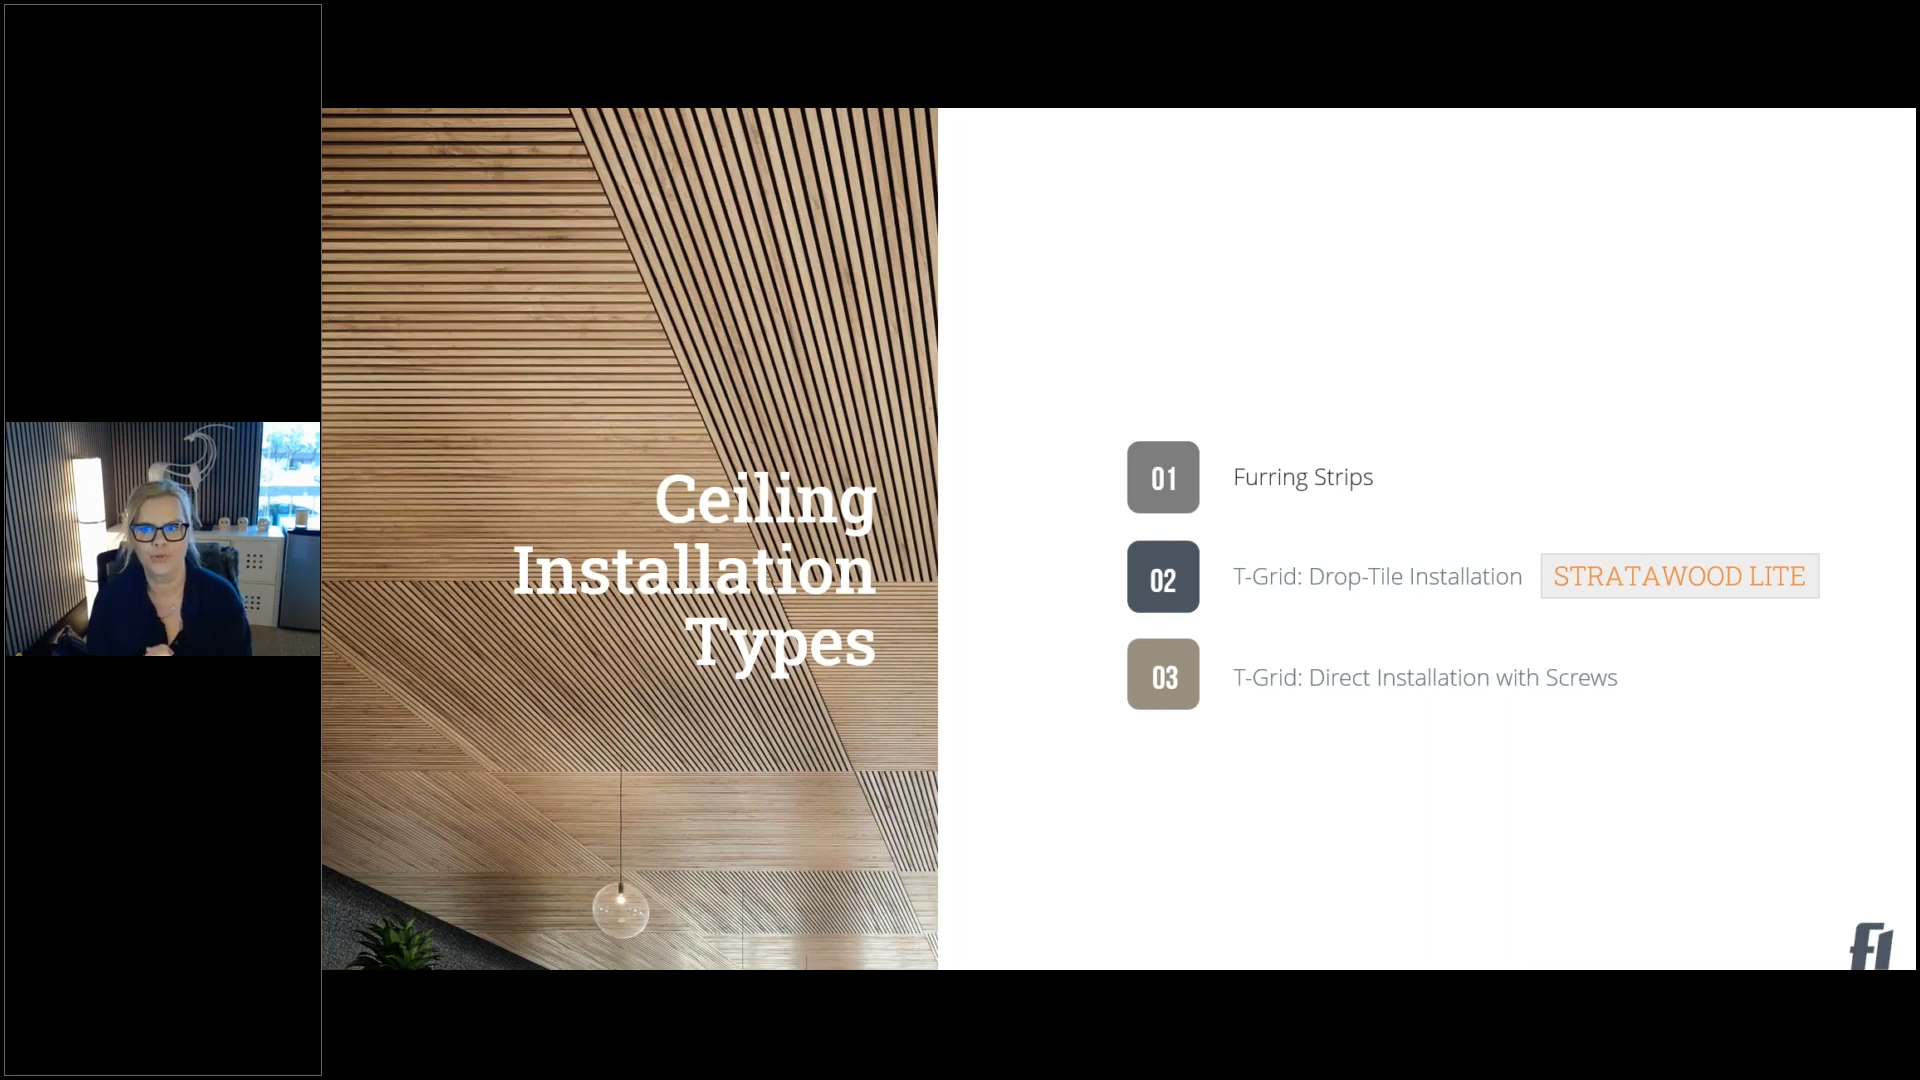 Ceiling
Installation
Types
01 Furring Strips
02 T-Grid: Drop-Tile Installation STRATAWOOD LITE
03 T-Grid: Direct Installation with Screws